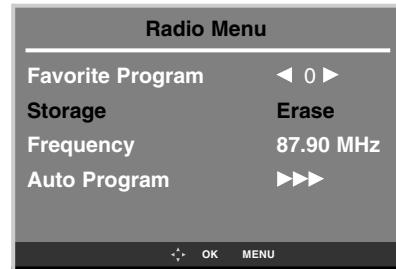 Radio Menu
Favorite Program ◀ 0 ▶
Storage Erase
Frequency 87.90 MHz
Auto Program ▶▶▶
OK MENU